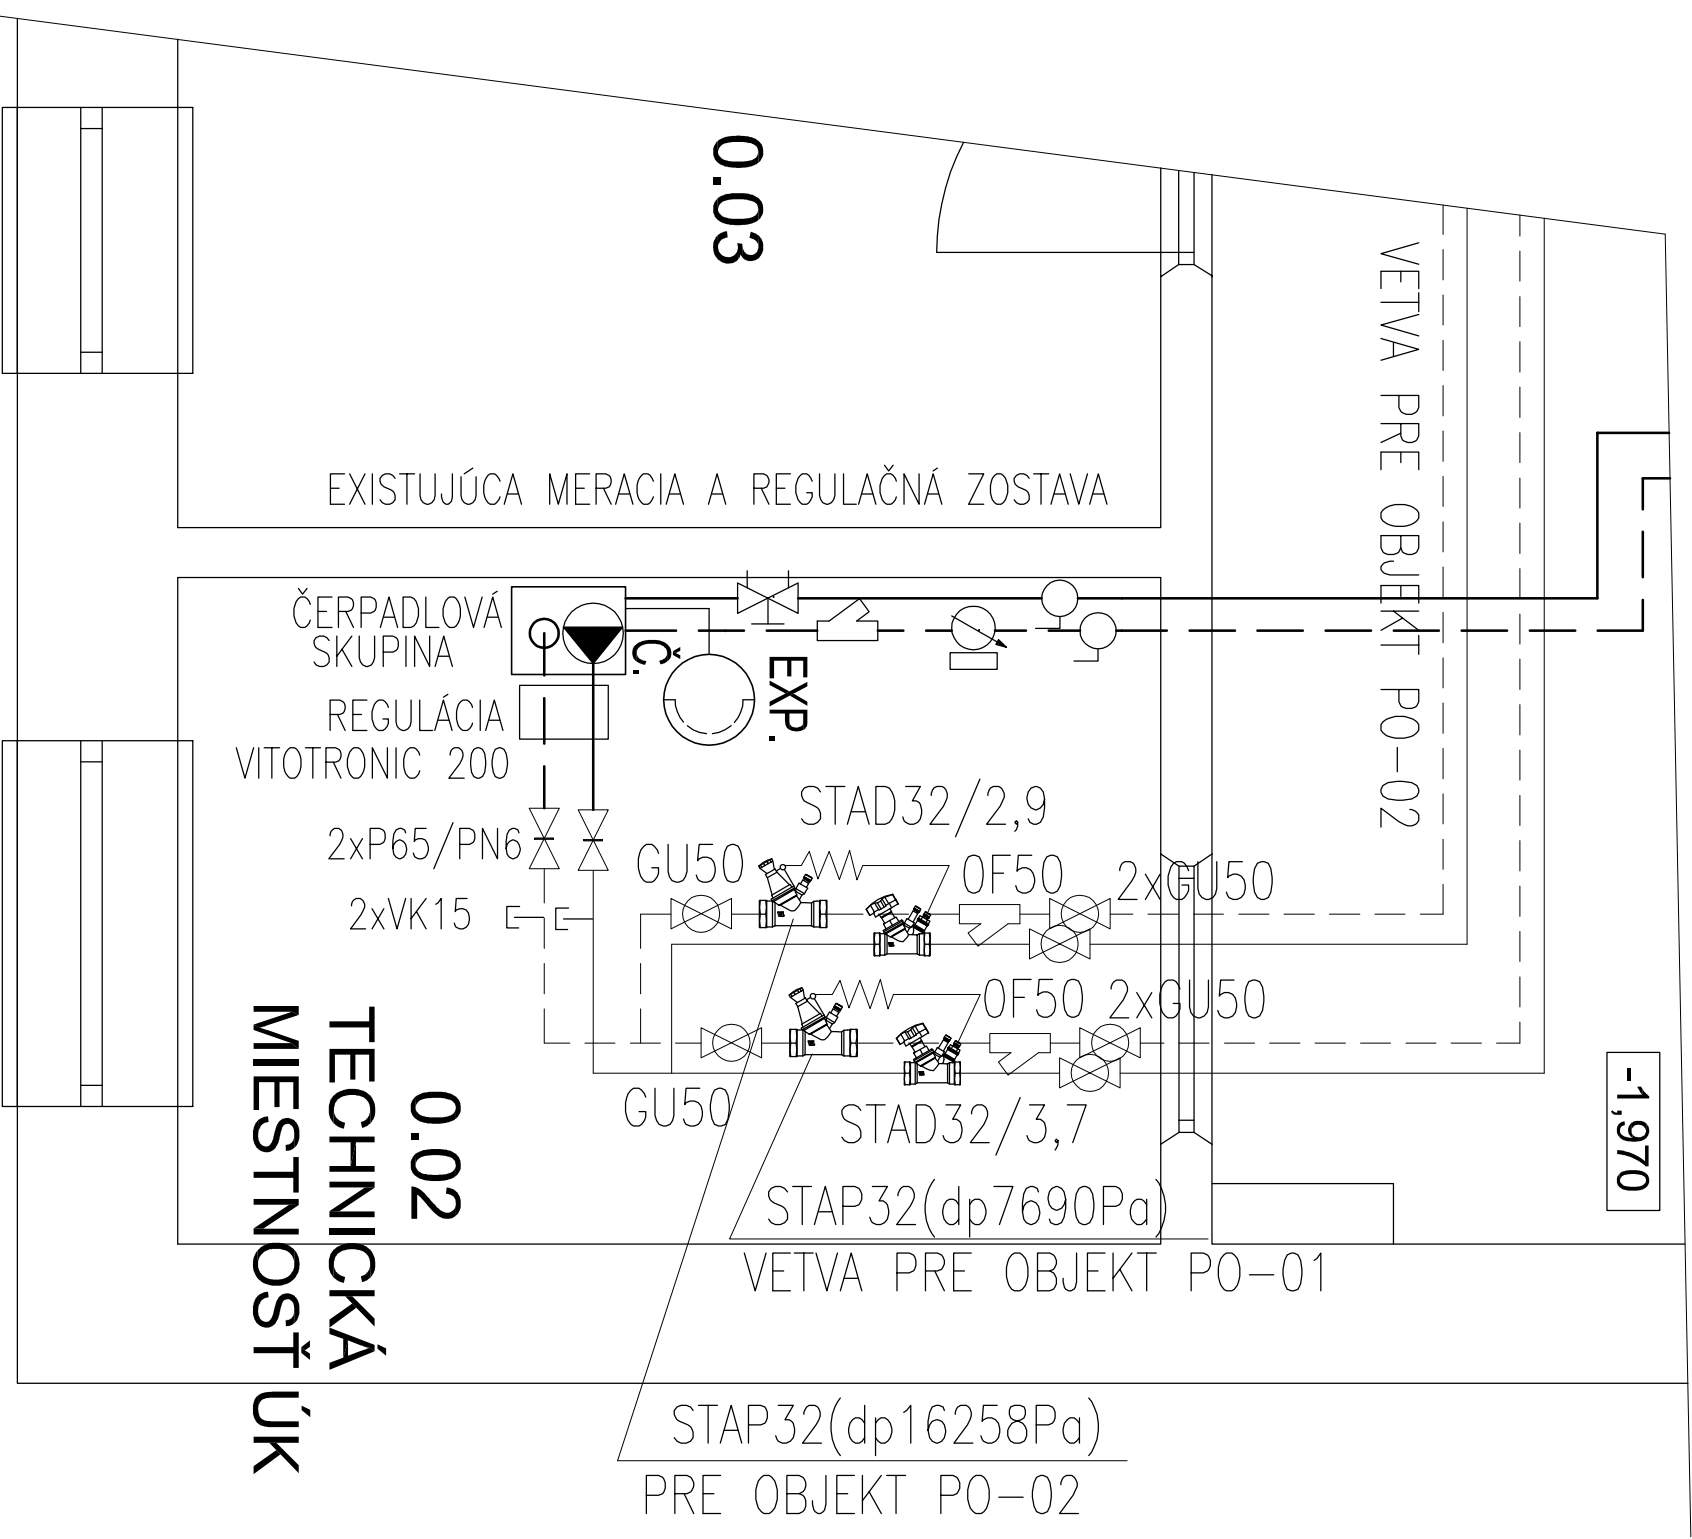 0.03
VETVA PRE OBJEKT PO-02
EXISTUJÚCA MERACIA A REGULAČNÁ ZOSTAVA
ČERPADLOVÁ
SKUPINA
Č.
EXP.
REGULÁCIA
VITOTRONIC 200
STAD32/2,9
2xP65/PN6
GU50
OF50
2xGU50
2xVK15
OF50
2xGU50
GU50
STAD32/3,7
-1,970
0.02
TECHNICKÁ
MIESTNOSŤ ÚK
STAP32(dp7690Pa)
VETVA PRE OBJEKT PO-01
STAP32(dp16258Pa)
PRE OBJEKT PO-02